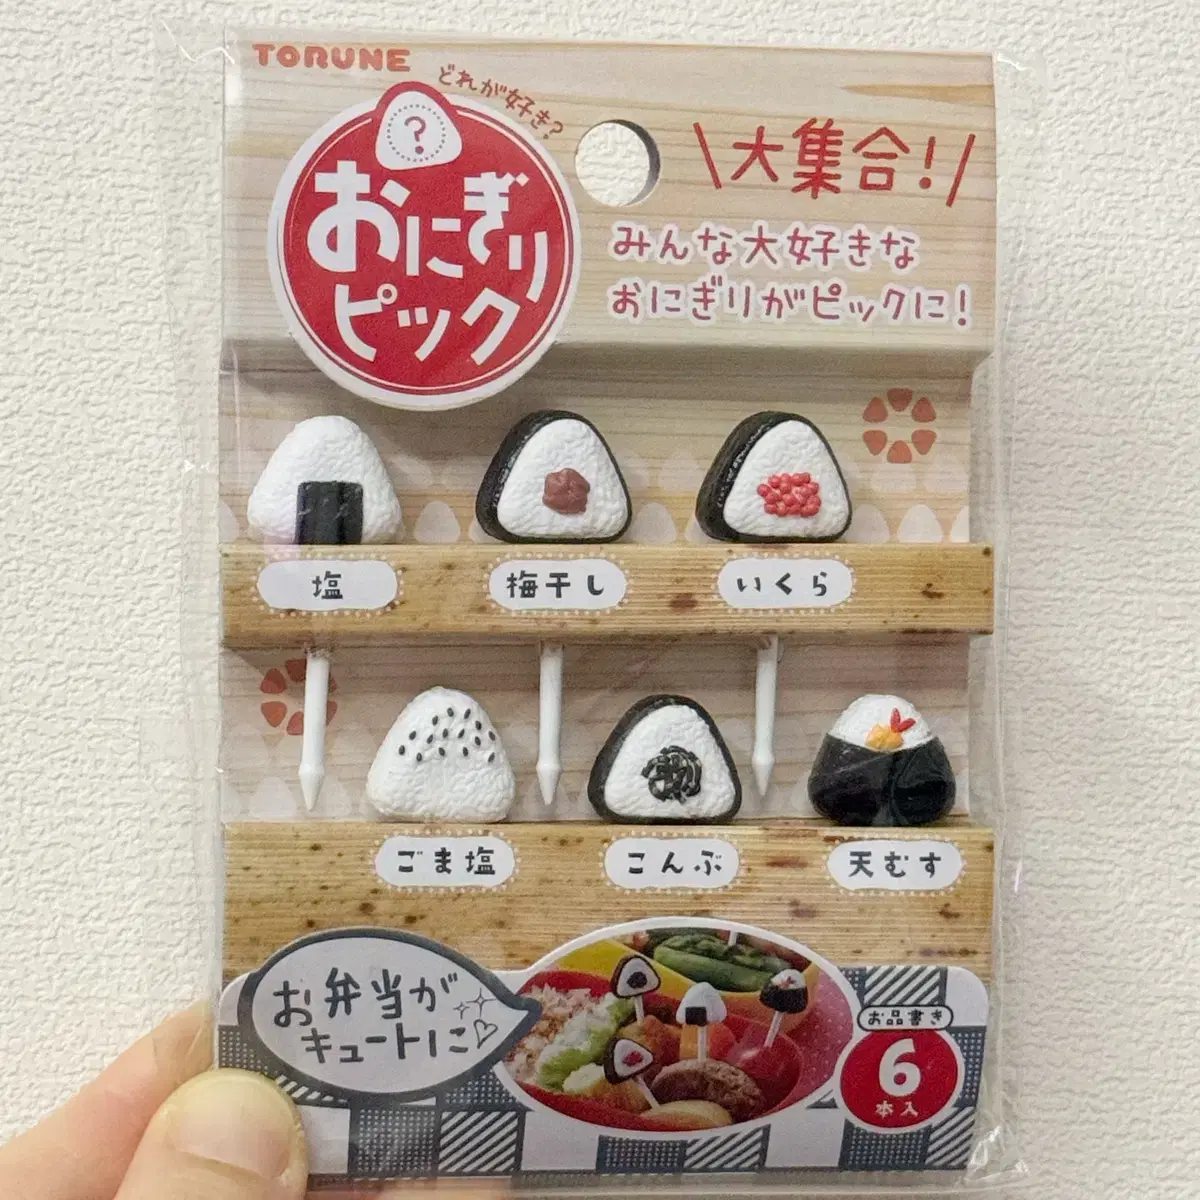 TORUNE
どれが好き?
?
おにぎり
ピック
大集合!
みんな大好きな
おにぎりがピックに!
塩
梅干し
いくら
ごま塩
こんぶ
天むす
お弁当が
キュートに♡
お品書き
6
本入